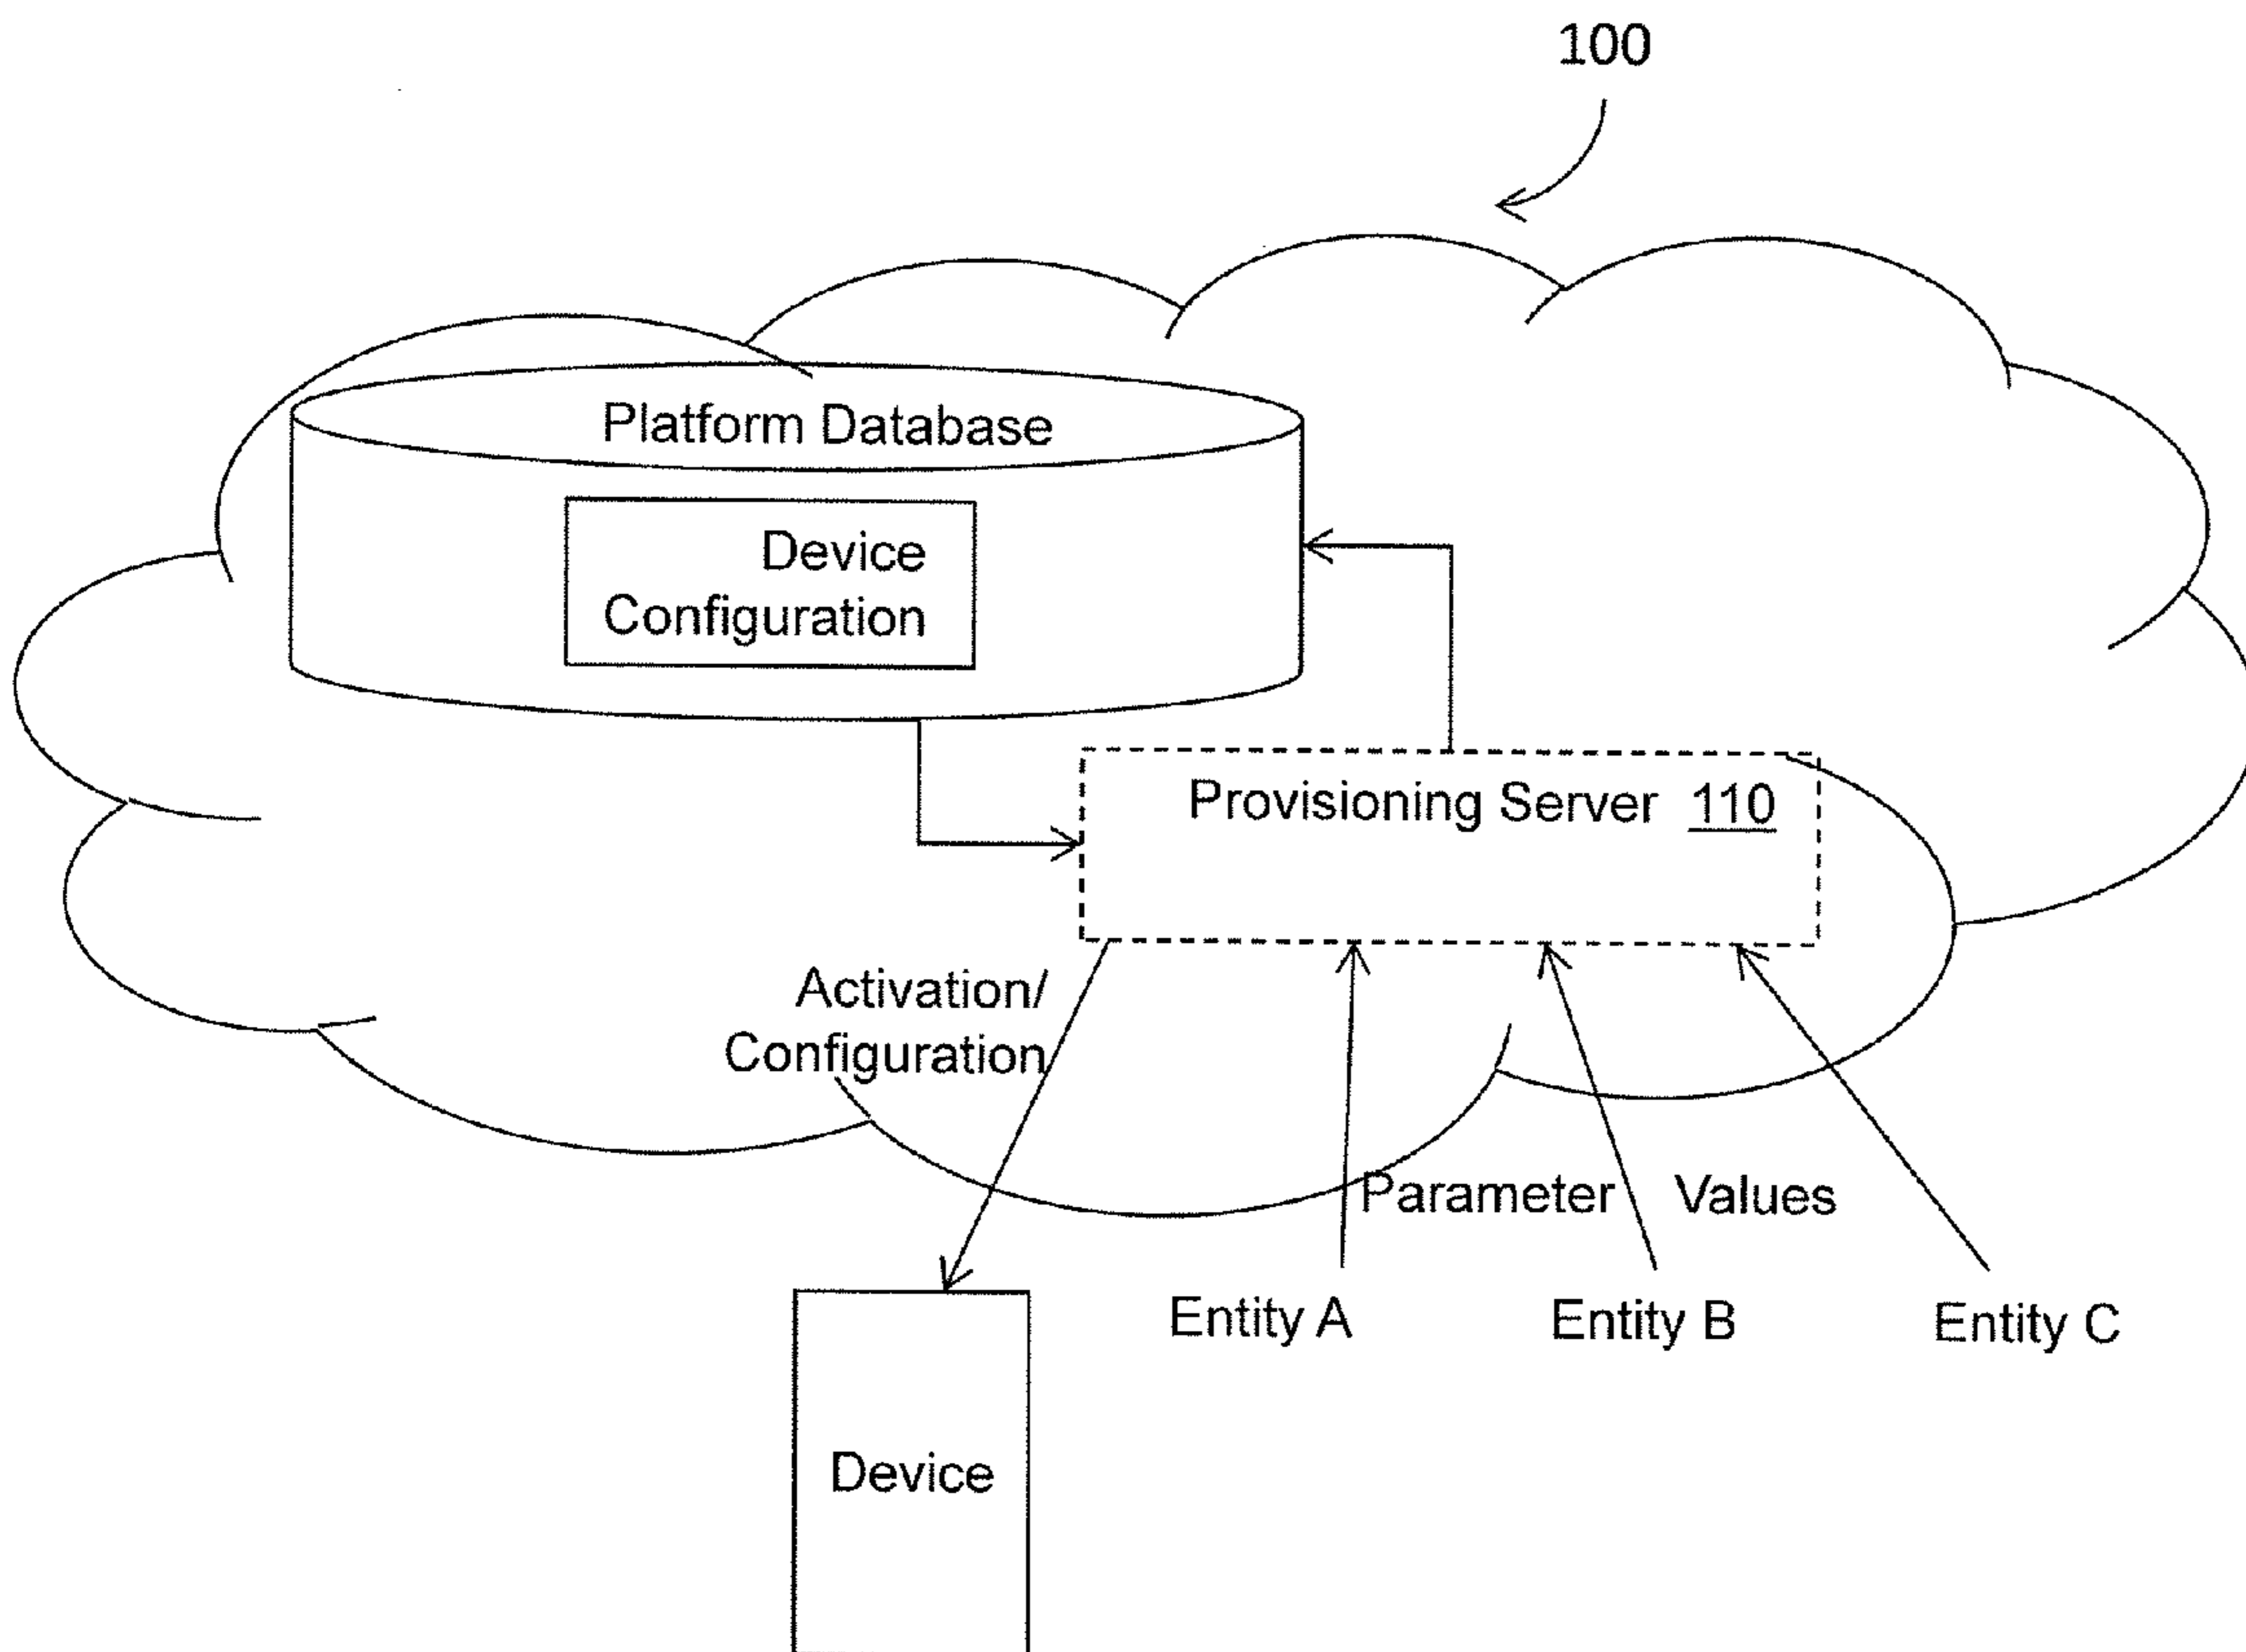 100
Platform Database
Device
Configuration
Provisioning Server 110
Activation/
Configuration
Parameter Values
Entity A
Entity B
Entity C
Device